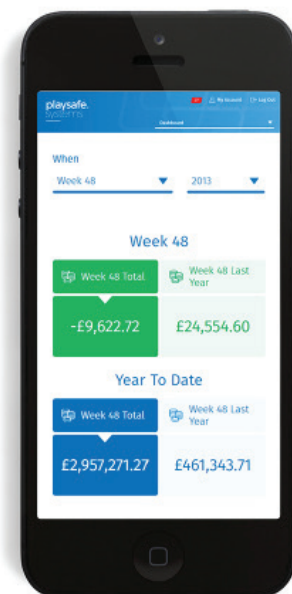 playsafe.
systems
My Account
Log Out
Dashboard
When
Week 48
2013
Week 48
Week 48 Total
Week 48 Last
Year
-£9,622.72
£24,554.60
Year To Date
Week 48 Total
Week 48 Last
Year
£2,957,271.27
£461,343.71